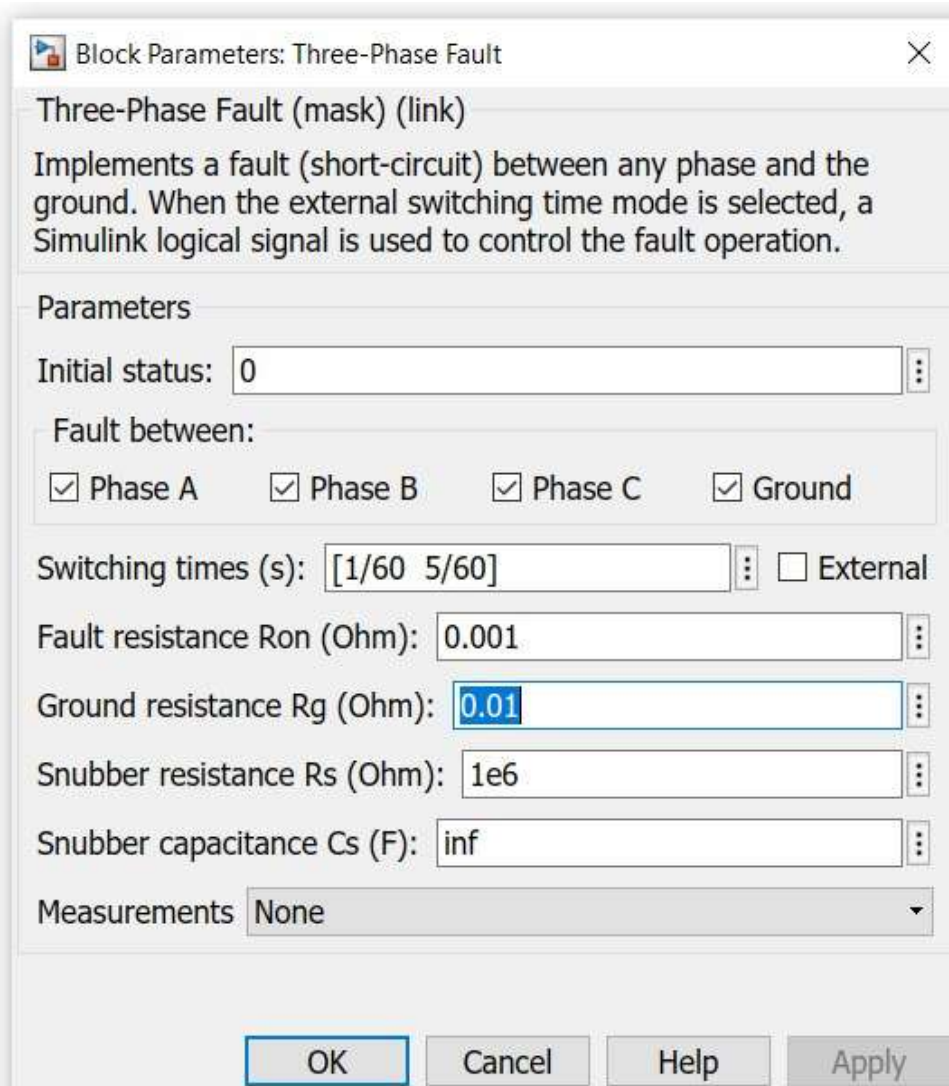 Block Parameters: Three-Phase Fault
Three-Phase Fault (mask) (link)
Implements a fault (short-circuit) between any phase and the
ground. When the external switching time mode is selected, a
Simulink logical signal is used to control the fault operation.
Parameters
Initial status: 0
Fault between:
Phase A Phase B Phase C Ground
Switching times (s): [1/60 5/60] External
Fault resistance Ron (Ohm): 0.001
Ground resistance Rg (Ohm): 0.01
Snubber resistance Rs (Ohm): 1e6
Snubber capacitance Cs (F): inf
Measurements None
OK Cancel Help Apply